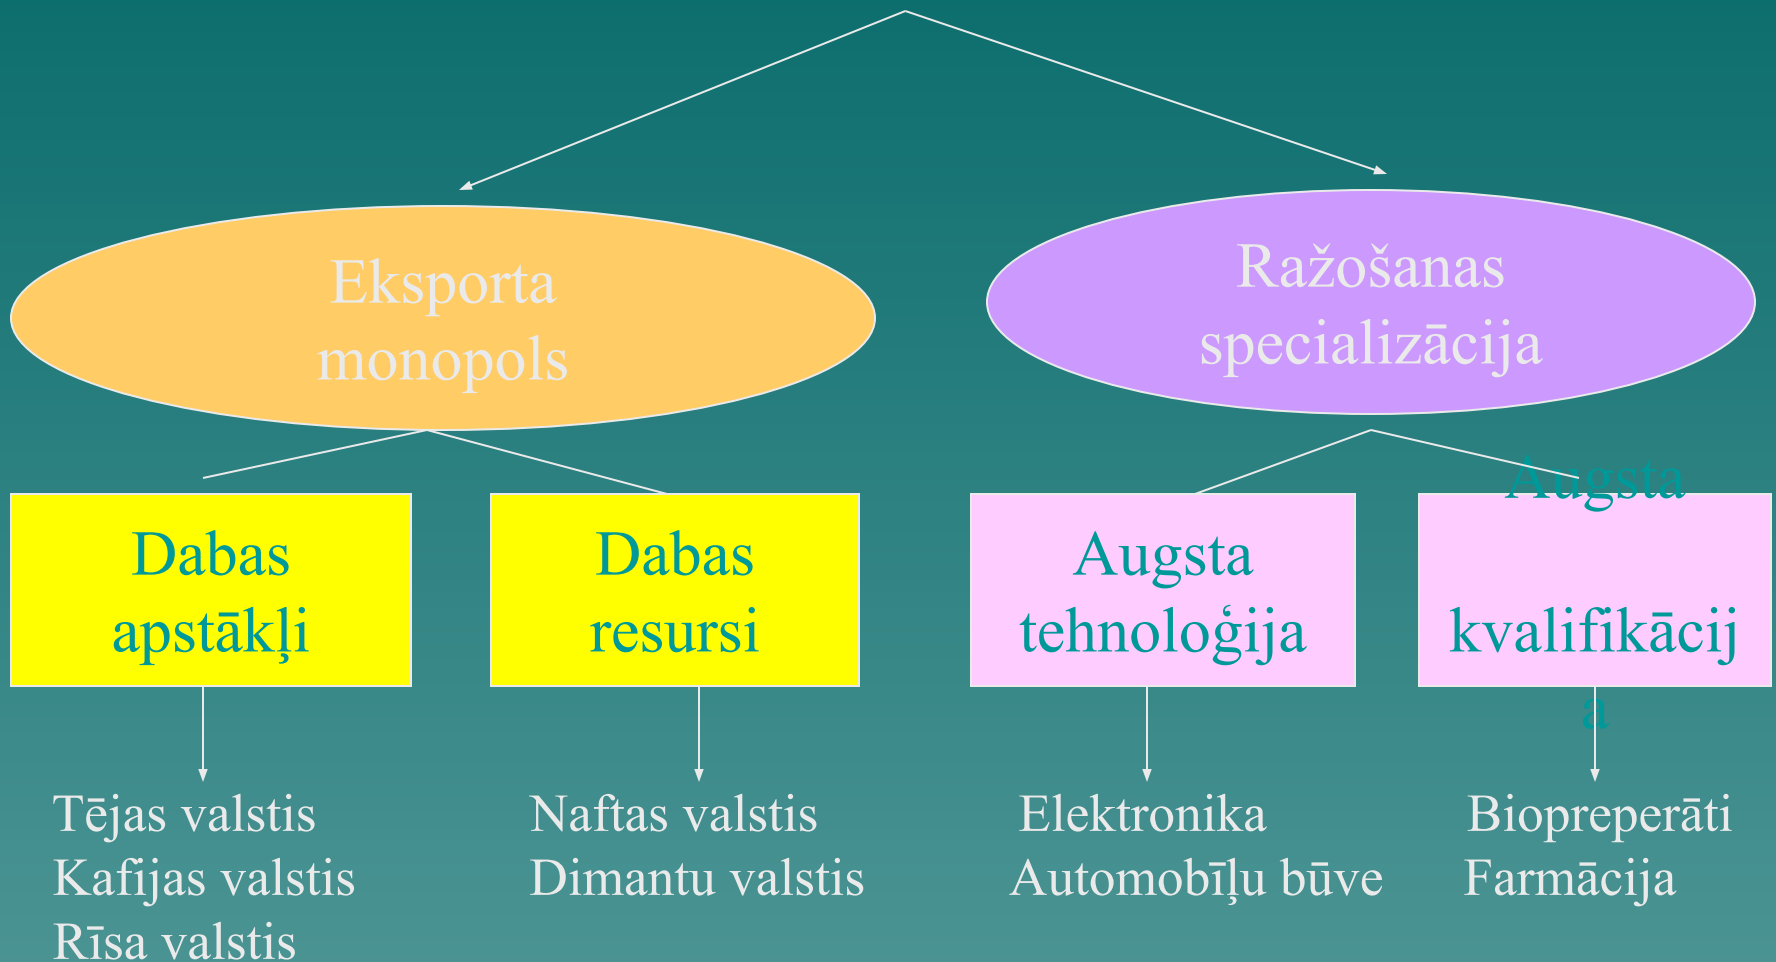 Eksporta
monopols
Ražošanas
specializācija
Dabas
apstākļi
Dabas
resursi
Augsta
tehnoloģija
Augsta
kvalifikācij
a
Tējas valstis
Kafijas valstis
Rīsa valstis
Naftas valstis
Dimantu valstis
Elektronika
Automobīļu būve
Biopreperāti
Farmācija